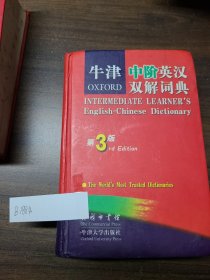 牛津 中阶英汉
OXFORD 双解词典
INTERMEDIATE LEARNER'S
English-Chinese Dictionary
第3版
rd Edition
The World's Most Trusted Dictionaries
商务印书馆
The Commercial Press
牛津大学出版社
Oxford University Press